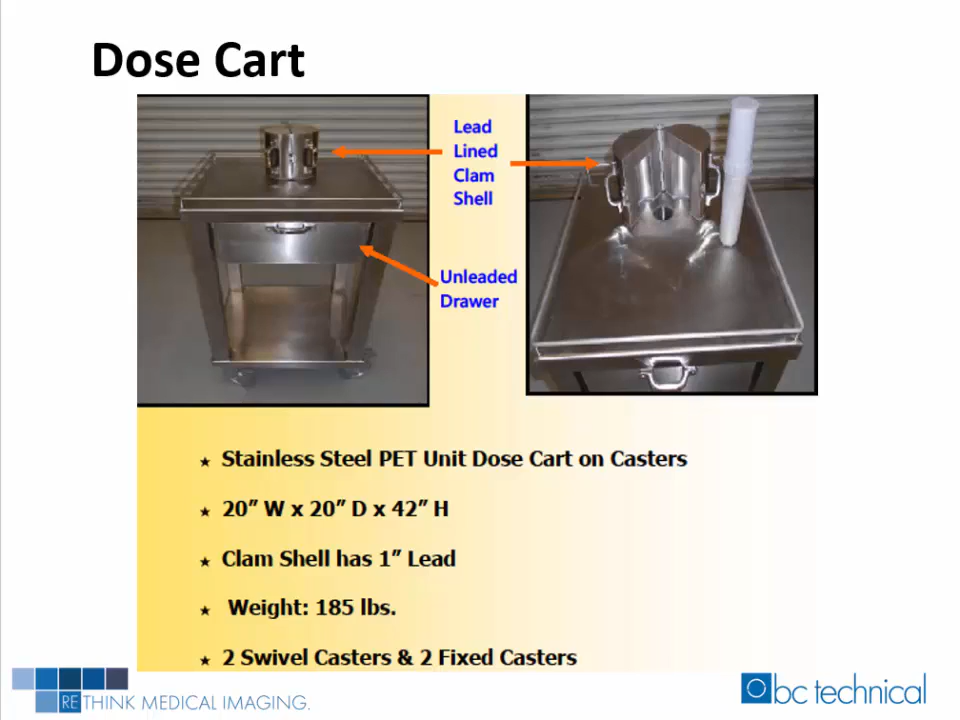 Dose Cart
Lead
Lined
Clam
Shell
Unleaded
Drawer
★ Stainless Steel PET Unit Dose Cart on Casters
★ 20” W x 20” D x 42” H
★ Clam Shell has 1” Lead
★ Weight: 185 lbs.
★ 2 Swivel Casters & 2 Fixed Casters
RETHINK MEDICAL IMAGING.
bc technical